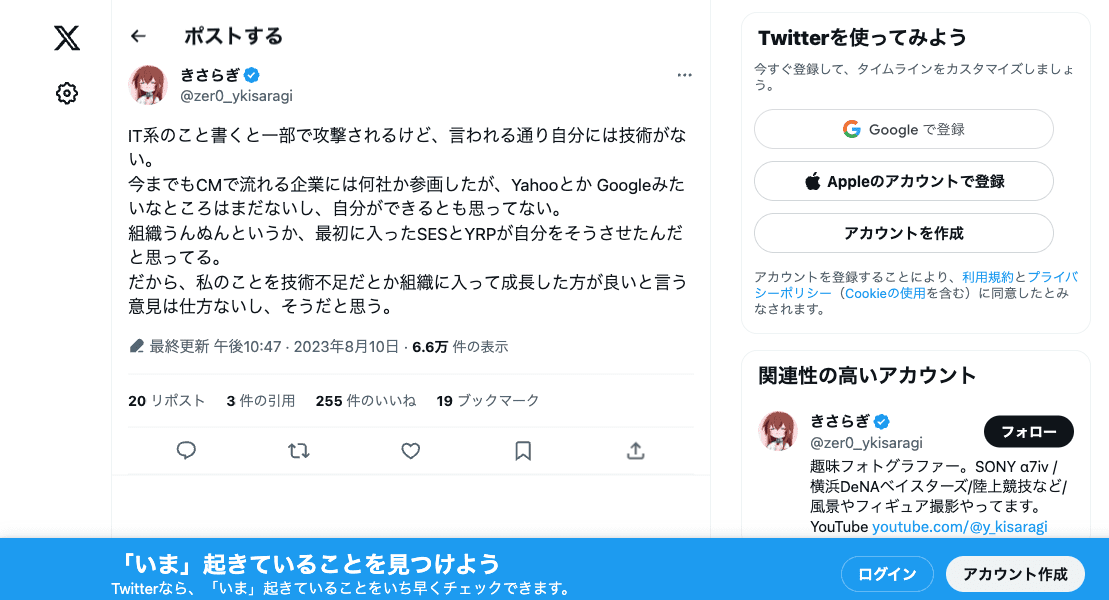 ポストする
きさらぎ
@zer0_ykisaragi
IT系のこと書くと一部で攻撃されるけど、言われる通り自分には技術がな
い。
今までもCMで流れる企業には何社か参画したが、Yahooとか Googleみた
いなところはまだないし、自分ができるとも思ってない。
組織うんぬんというか、最初に入ったSESとYRPが自分をそうさせたんだ
と思ってる。
だから、私のことを技術不足だとか組織に入って成長した方が良いと言う
意見は仕方ないし、そうだと思う。
最終更新 午後10:47 · 2023年8月10日 · 6.6万 件の表示
20 リポスト 3 件の引用 255 件のいいね 19 ブックマーク
Twitterを使ってみよう
今すぐ登録して、タイムラインをカスタマイズしましょ
う。
Google で登録
Appleのアカウントで登録
アカウントを作成
アカウントを登録することにより、利用規約とプライバ
シーポリシー（Cookieの使用を含む）に同意したとみ
なされます。
関連性の高いアカウント
きさらぎ
@zer0_ykisaragi
フォロー
趣味フォトグラファー。SONY α7iv /
横浜DeNAベイスターズ/陸上競技など/
風景やフィギュア撮影やってます。
YouTube youtube.com/@y_kisaragi
「いま」起きていることを見つけよう
Twitterなら、「いま」起きていることをいち早くチェックできます。
ログイン
アカウント作成